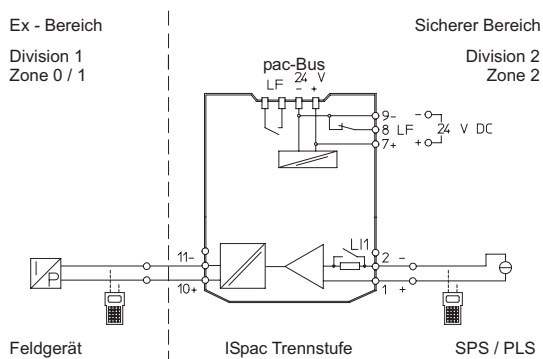 Ex - Bereich
Sicherer Bereich
Division 1
Zone 0 / 1
Division 2
Zone 2
pac-Bus
LF 24 V
- +
9-
8 LF
7+
- 
+
24 V DC
LI1
I
P
11-
10+
2 -
1 +
Feldgerät
ISpac Trennstufe
SPS / PLS